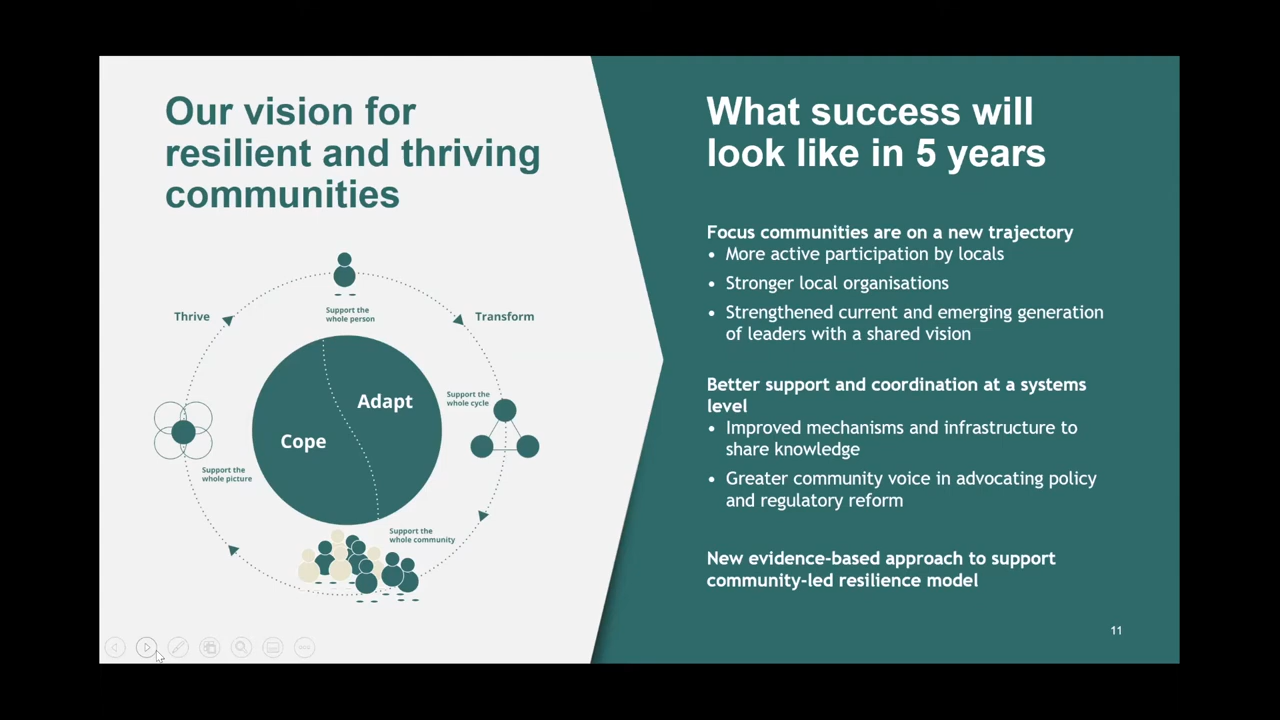 Our vision for
resilient and thriving
communities
Thrive
Support the
whole person
Transform
Adapt
Cope
Support the
whole cycle
Support the
whole picture
Support the
whole community
What success will
look like in 5 years
Focus communities are on a new trajectory
• More active participation by locals
• Stronger local organisations
• Strengthened current and emerging generation
of leaders with a shared vision
Better support and coordination at a systems
level
• Improved mechanisms and infrastructure to
share knowledge
• Greater community voice in advocating policy
and regulatory reform
New evidence-based approach to support
community-led resilience model
11